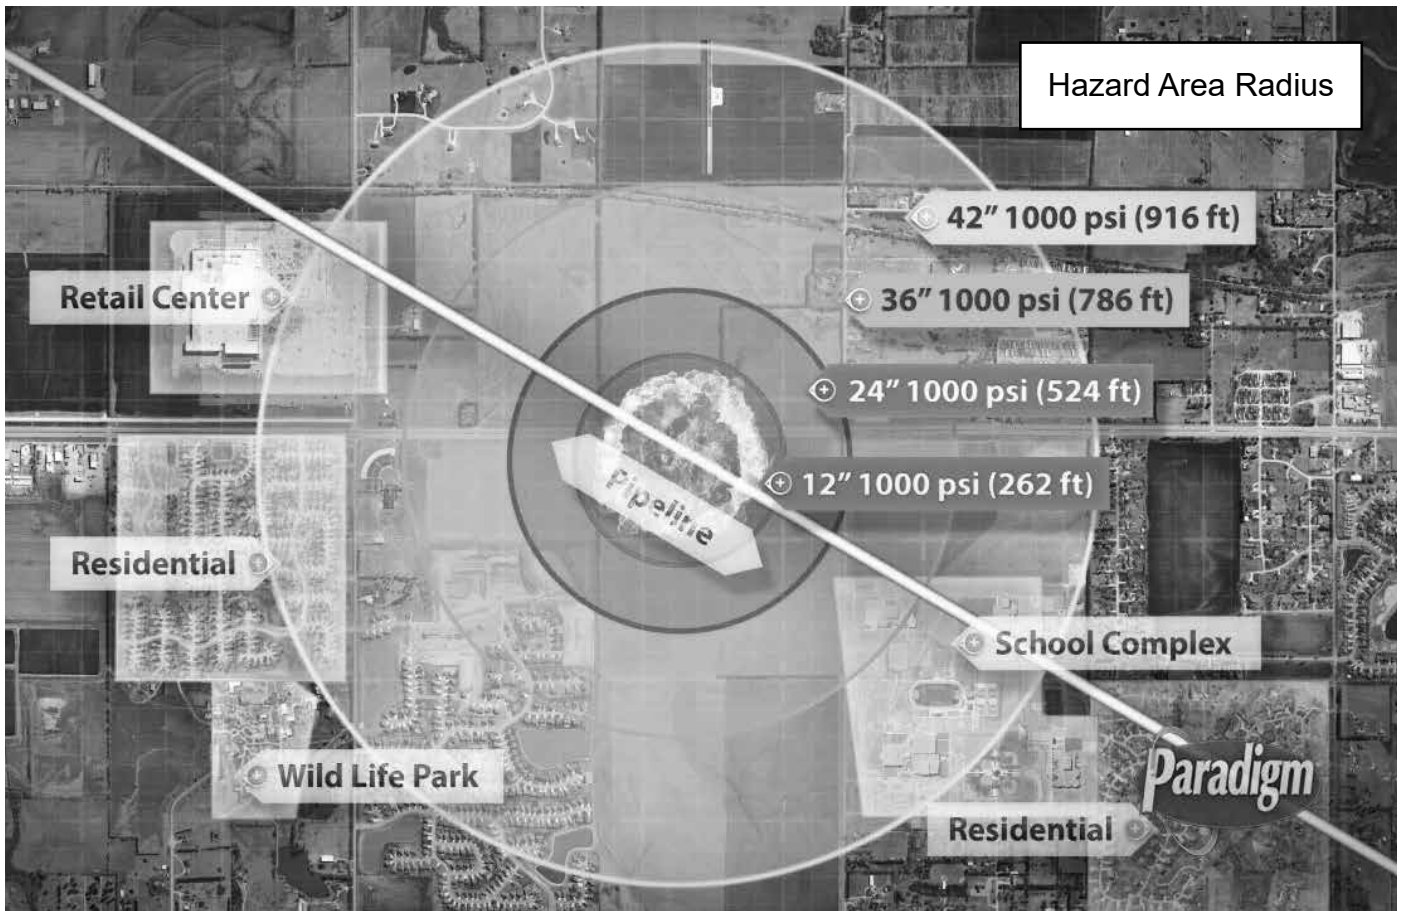 Hazard Area Radius
42” 1000 psi (916 ft)
Retail Center
36” 1000 psi (786 ft)
24” 1000 psi (524 ft)
12” 1000 psi (262 ft)
Pipeline
Residential
School Complex
Wild Life Park
Paradigm
Residential